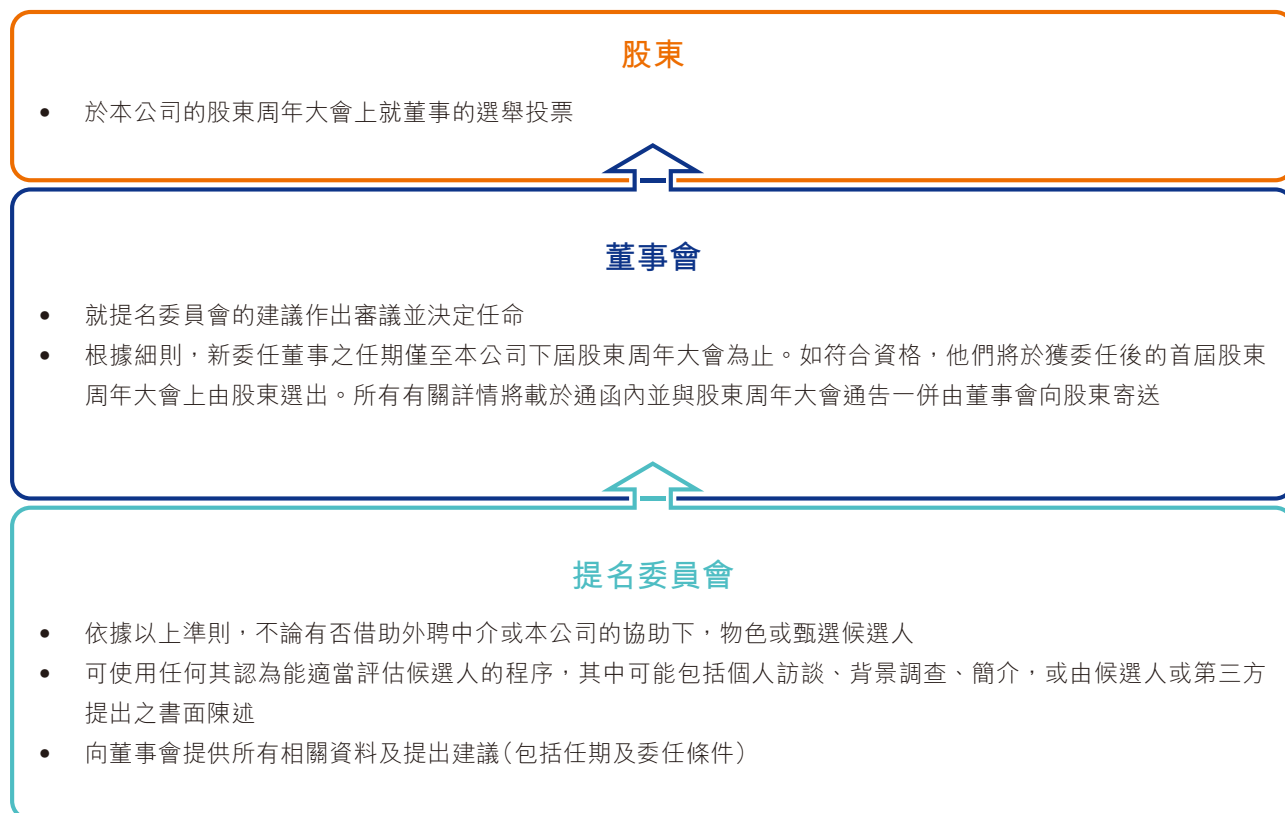 股東
• 於本公司的股東周年大會上就董事的選舉投票
董事會
• 就提名委員會的建議作出審議並決定任命
• 根據細則，新委任董事之任期僅至本公司下屆股東周年大會為止。如符合資格，他們將於獲委任後的首屆股東
周年大會上由股東選出。所有有關詳情將載於通函內並與股東周年大會通告一併由董事會向股東寄送
提名委員會
• 依據以上準則，不論有否借助外聘中介或本公司的協助下，物色或甄選候選人
• 可使用任何其認為能適當評估候選人的程序，其中可能包括個人訪談、背景調查、簡介，或由候選人或第三方
提出之書面陳述
• 向董事會提供所有相關資料及提出建議（包括任期及委任條件）